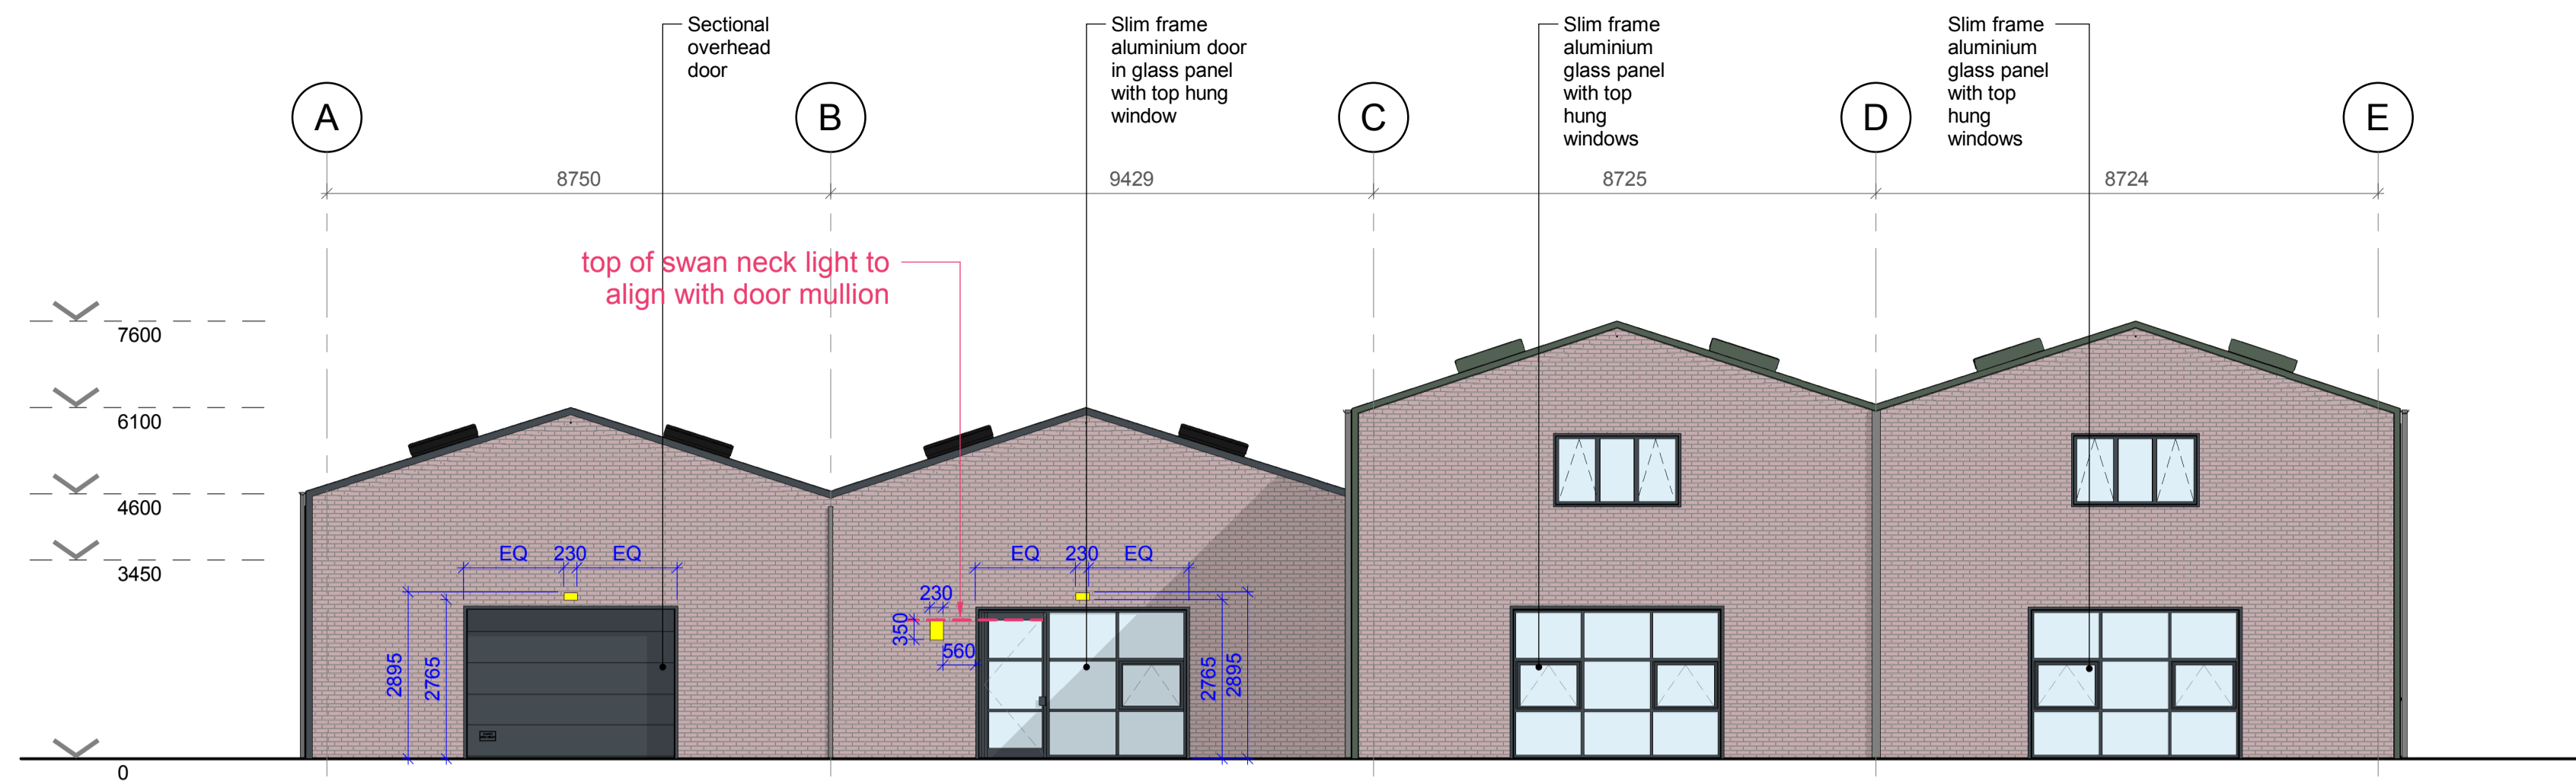 Sectional
overhead
door
Slim frame
aluminium door
in glass panel
with top hung
window
Slim frame
aluminium
glass panel
with top
hung
windows
Slim frame
aluminium
glass panel
with top
hung
windows
A
B
C
D
E
8750
9429
8725
8724
top of swan neck light to
align with door mullion
7600
6100
4600
3450
0
EQ 230 EQ
2895
2765
EQ 230 EQ
230
350
560
2765
2895